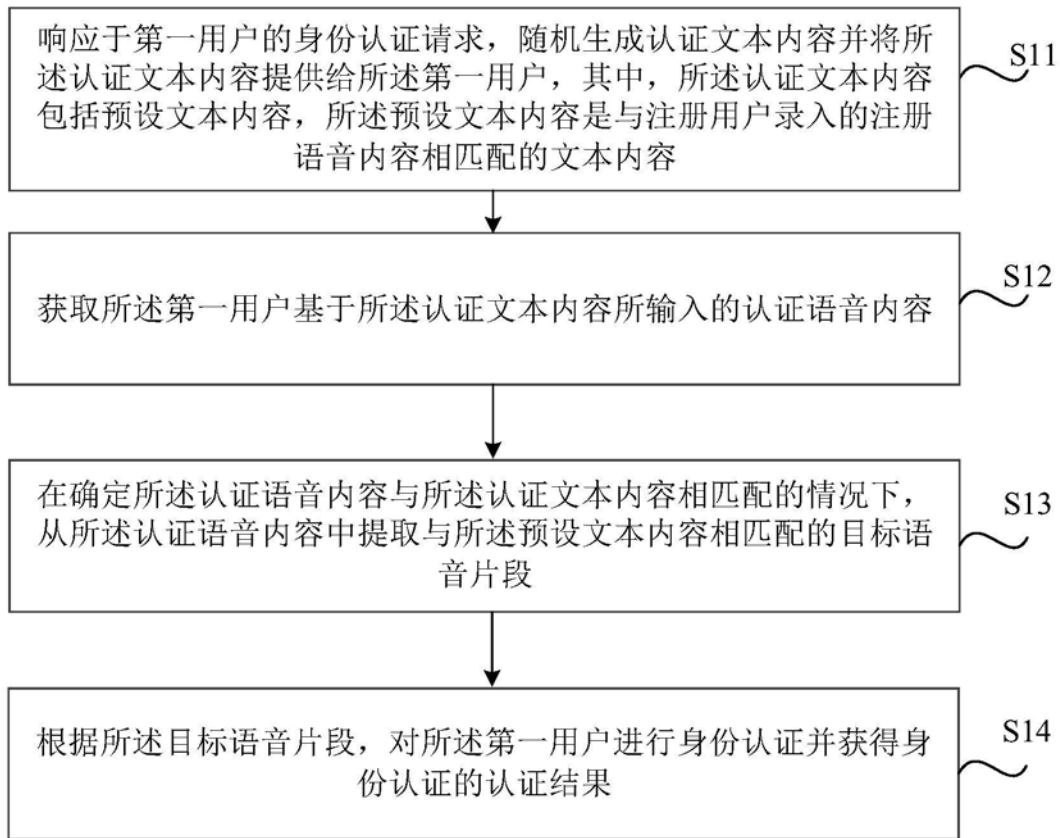 响应于第一用户的身份认证请求，随机生成认证文本内容并将所
述认证文本内容提供给所述第一用户，其中，所述认证文本内容
包括预设文本内容，所述预设文本内容是与注册用户录入的注册
语音内容相匹配的文本内容
S11
获取所述第一用户基于所述认证文本内容所输入的认证语音内容
S12
在确定所述认证语音内容与所述认证文本内容相匹配的情况下，
从所述认证语音内容中提取与所述预设文本内容相匹配的目标语
音片段
S13
根据所述目标语音片段，对所述第一用户进行身份认证并获得身
份认证的认证结果
S14